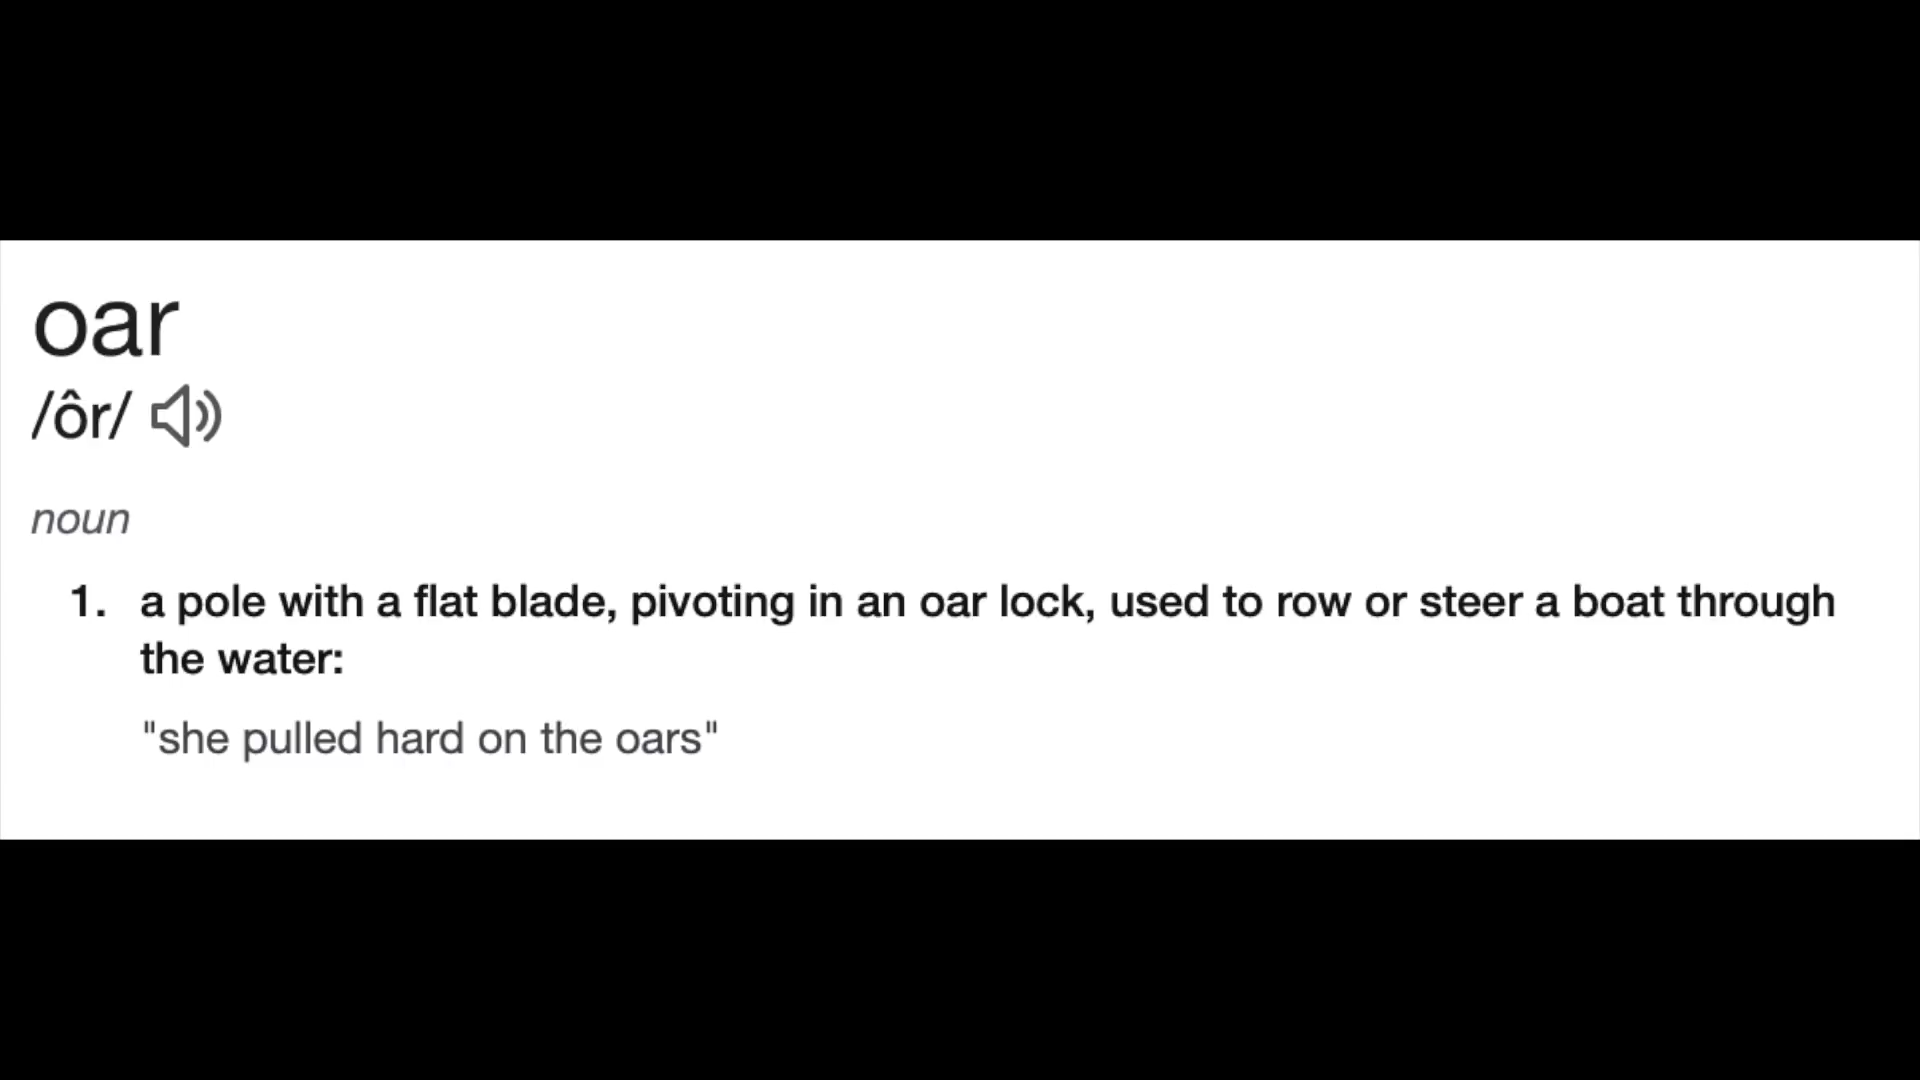 oar
/ôr/
noun
1. a pole with a flat blade, pivoting in an oar lock, used to row or steer a boat through
the water:
"she pulled hard on the oars"